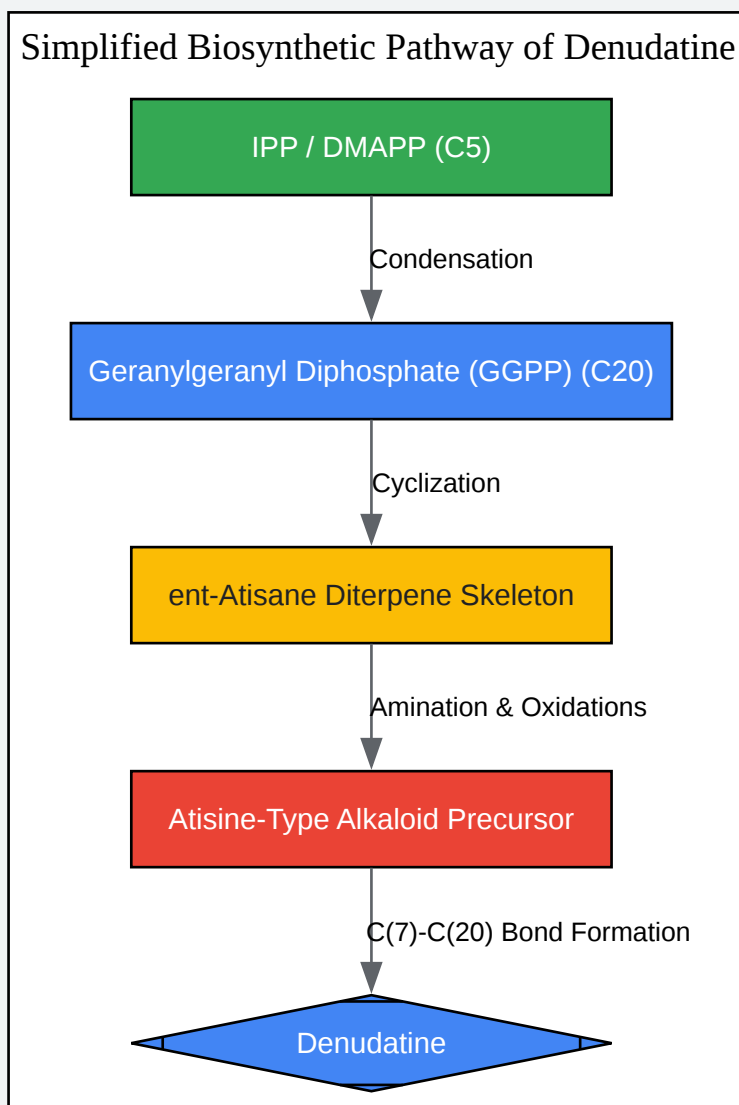 Simplified Biosynthetic Pathway of Denudatine
IPP / DMAPP (C5)
Condensation
Geranylgeranyl Diphosphate (GGPP) (C20)
Cyclization
ent-Atisane Diterpene Skeleton
Amination & Oxidations
Atisine-Type Alkaloid Precursor
C(7)-C(20) Bond Formation
Denudatine